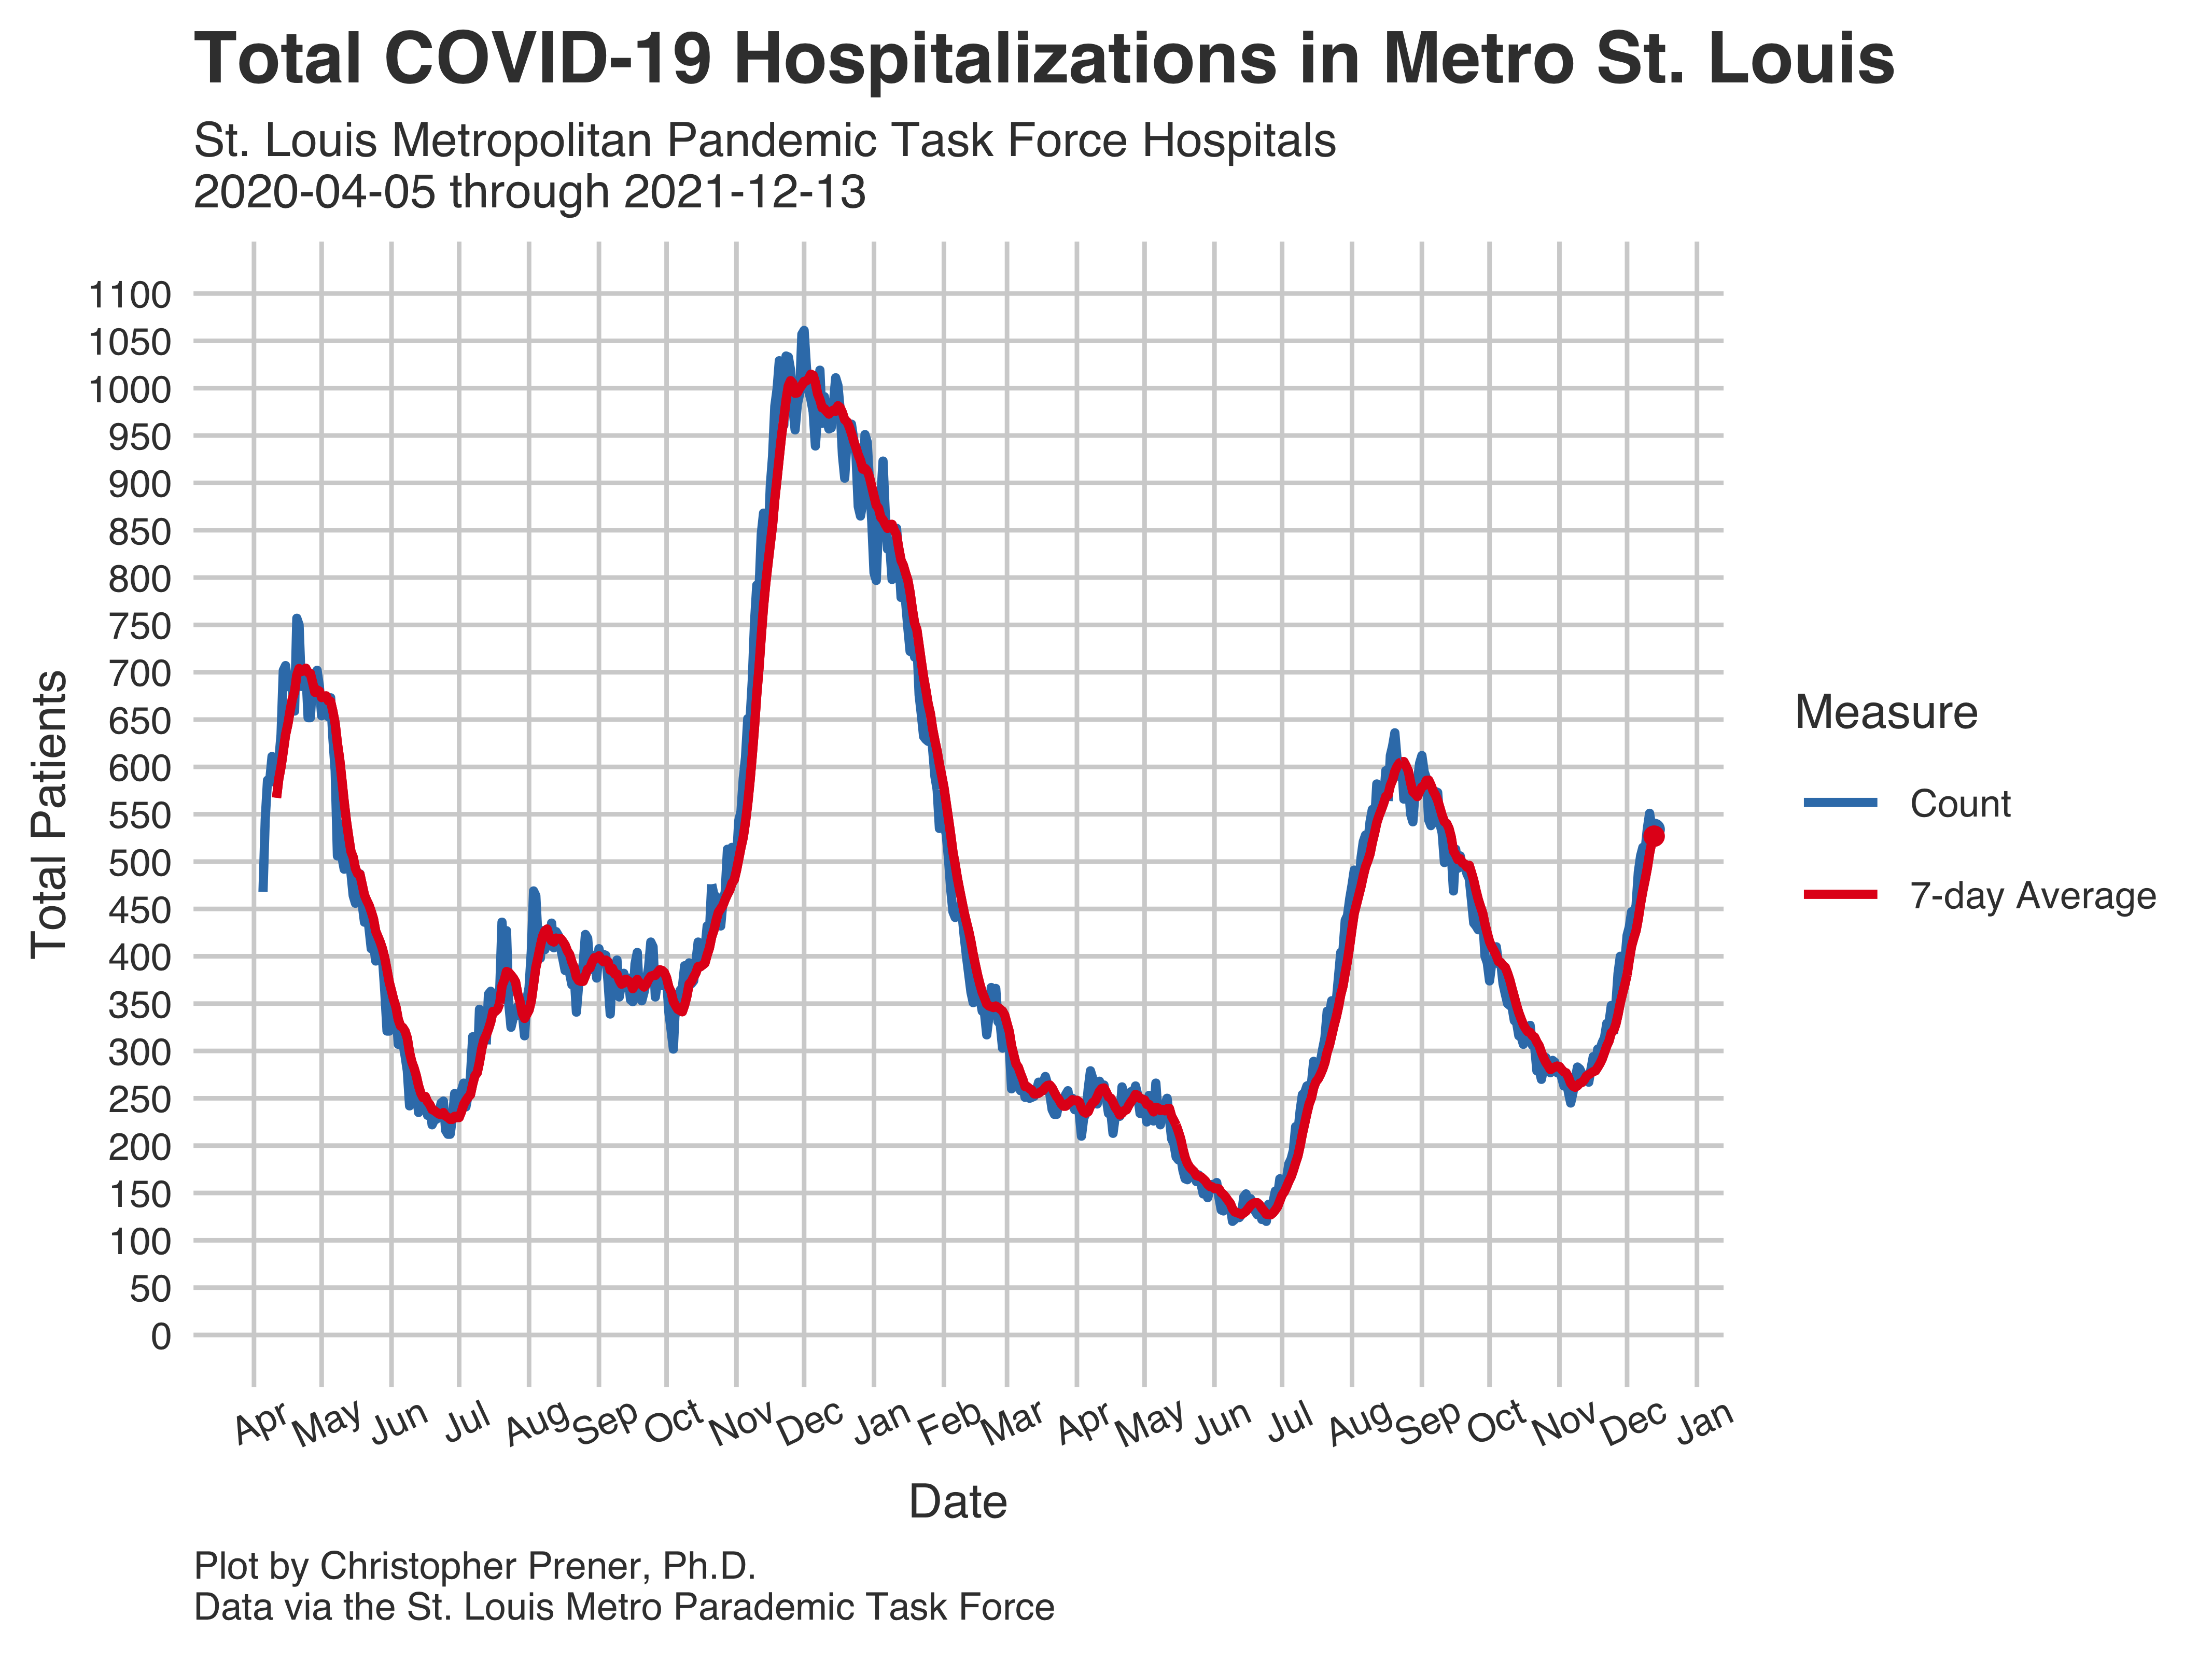 Total COVID-19 Hospitalizations in Metro St. Louis
St. Louis Metropolitan Pandemic Task Force Hospitals
2020-04-05 through 2021-12-13
1100
1050
1000
950
900
850
800
750
700
650
600
550
500
450
400
350
300
250
200
150
100
50
0
Total Patients
Apr May Jun Jul Aug Sep Oct Nov Dec Jan Feb Mar Apr May Jun Jul Aug Sep Oct Nov Dec Jan
Date
Measure
Count
7-day Average
Plot by Christopher Prener, Ph.D.
Data via the St. Louis Metro Parademic Task Force